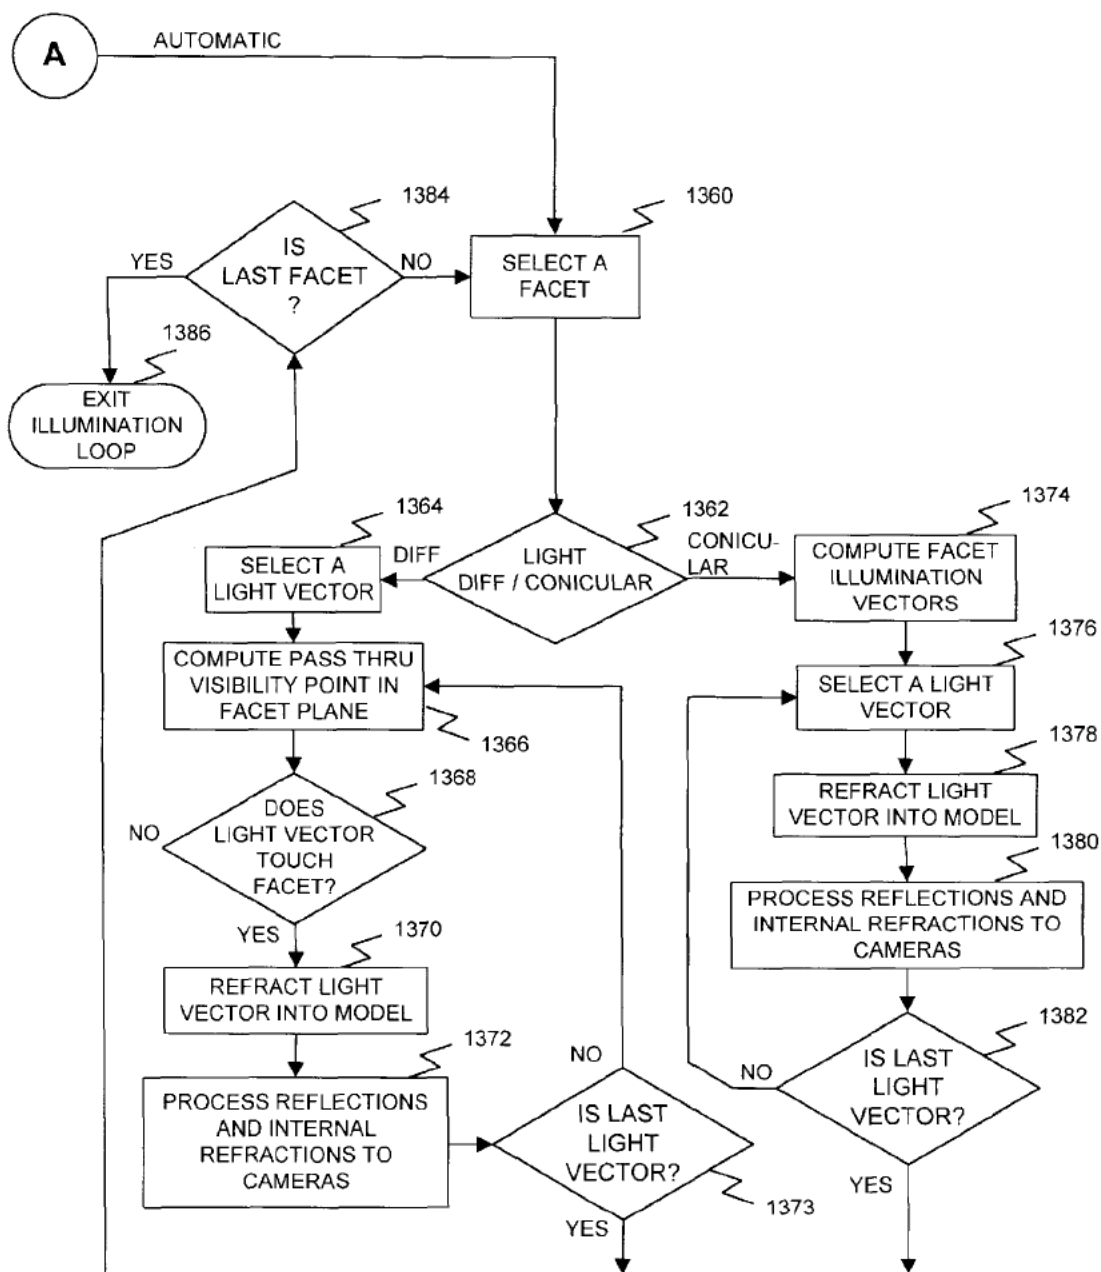 A
AUTOMATIC
1384
1360
IS
LAST FACET
?
YES
NO
SELECT A
FACET
1386
EXIT
ILLUMINATION
LOOP
1364
SELECT A
LIGHT VECTOR
DIFF
1362
LIGHT
DIFF / CONICULAR
CONICU-
LAR
1374
COMPUTE FACET
ILLUMINATION
VECTORS
COMPUTE PASS THRU
VISIBILITY POINT IN
FACET PLANE
1366
1376
SELECT A LIGHT
VECTOR
1368
DOES
LIGHT VECTOR
TOUCH
FACET?
NO
YES
1378
REFRACT LIGHT
VECTOR INTO MODEL
1380
PROCESS REFLECTIONS AND
INTERNAL REFRACTIONS TO
CAMERAS
1370
REFRACT LIGHT
VECTOR INTO MODEL
1372
PROCESS REFLECTIONS
AND INTERNAL
REFRACTIONS TO
CAMERAS
NO
IS LAST
LIGHT
VECTOR?
1373
YES
1382
NO
IS LAST
LIGHT
VECTOR?
YES